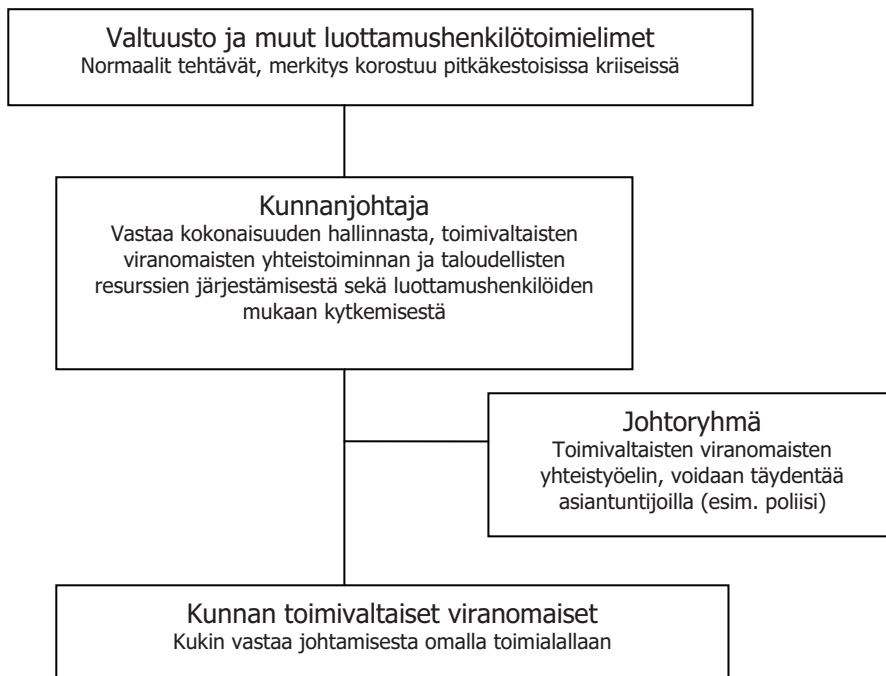 Valtuusto ja muut luottamushenkilötoimielimet
Normaalit tehtävät, merkitys korostuu pitkäkestoisissa kriiseissä
Kunnanjohtaja
Vastaa kokonaisuuden hallinnasta, toimivaltaisten
viranomaisten yhteistoiminnan ja taloudellisten
resurssien järjestämisestä sekä luottamushenkilöiden
mukaan kytkemisestä
Johtoryhmä
Toimivaltaisten viranomaisten
yhteistyöelin, voidaan täydentää
asiantuntijoilla (esim. poliisi)
Kunnan toimivaltaiset viranomaiset
Kukin vastaa johtamisesta omalla toimialallaan